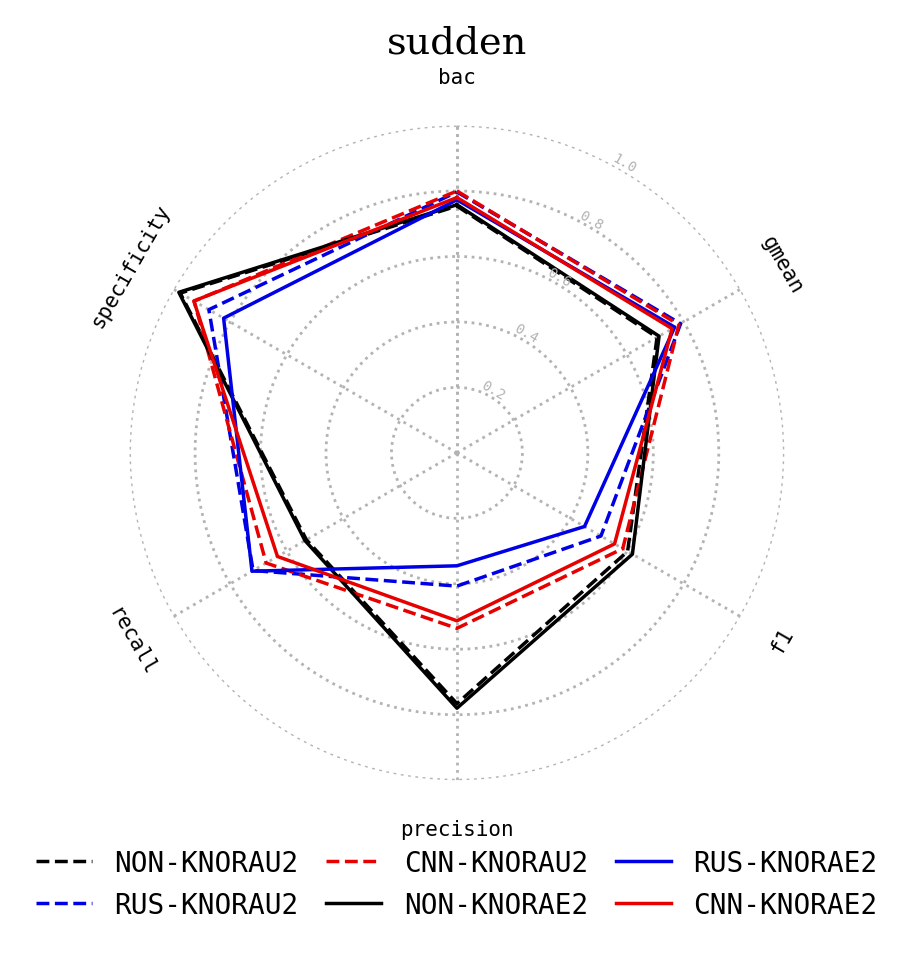 sudden
bac
1.0
0.8
0.6
0.4
0.2
gmean
specificity
recall
f1
precision
NON-KNORAU2 CNN-KNORAU2 RUS-KNORAE2
RUS-KNORAU2 NON-KNORAE2 CNN-KNORAE2